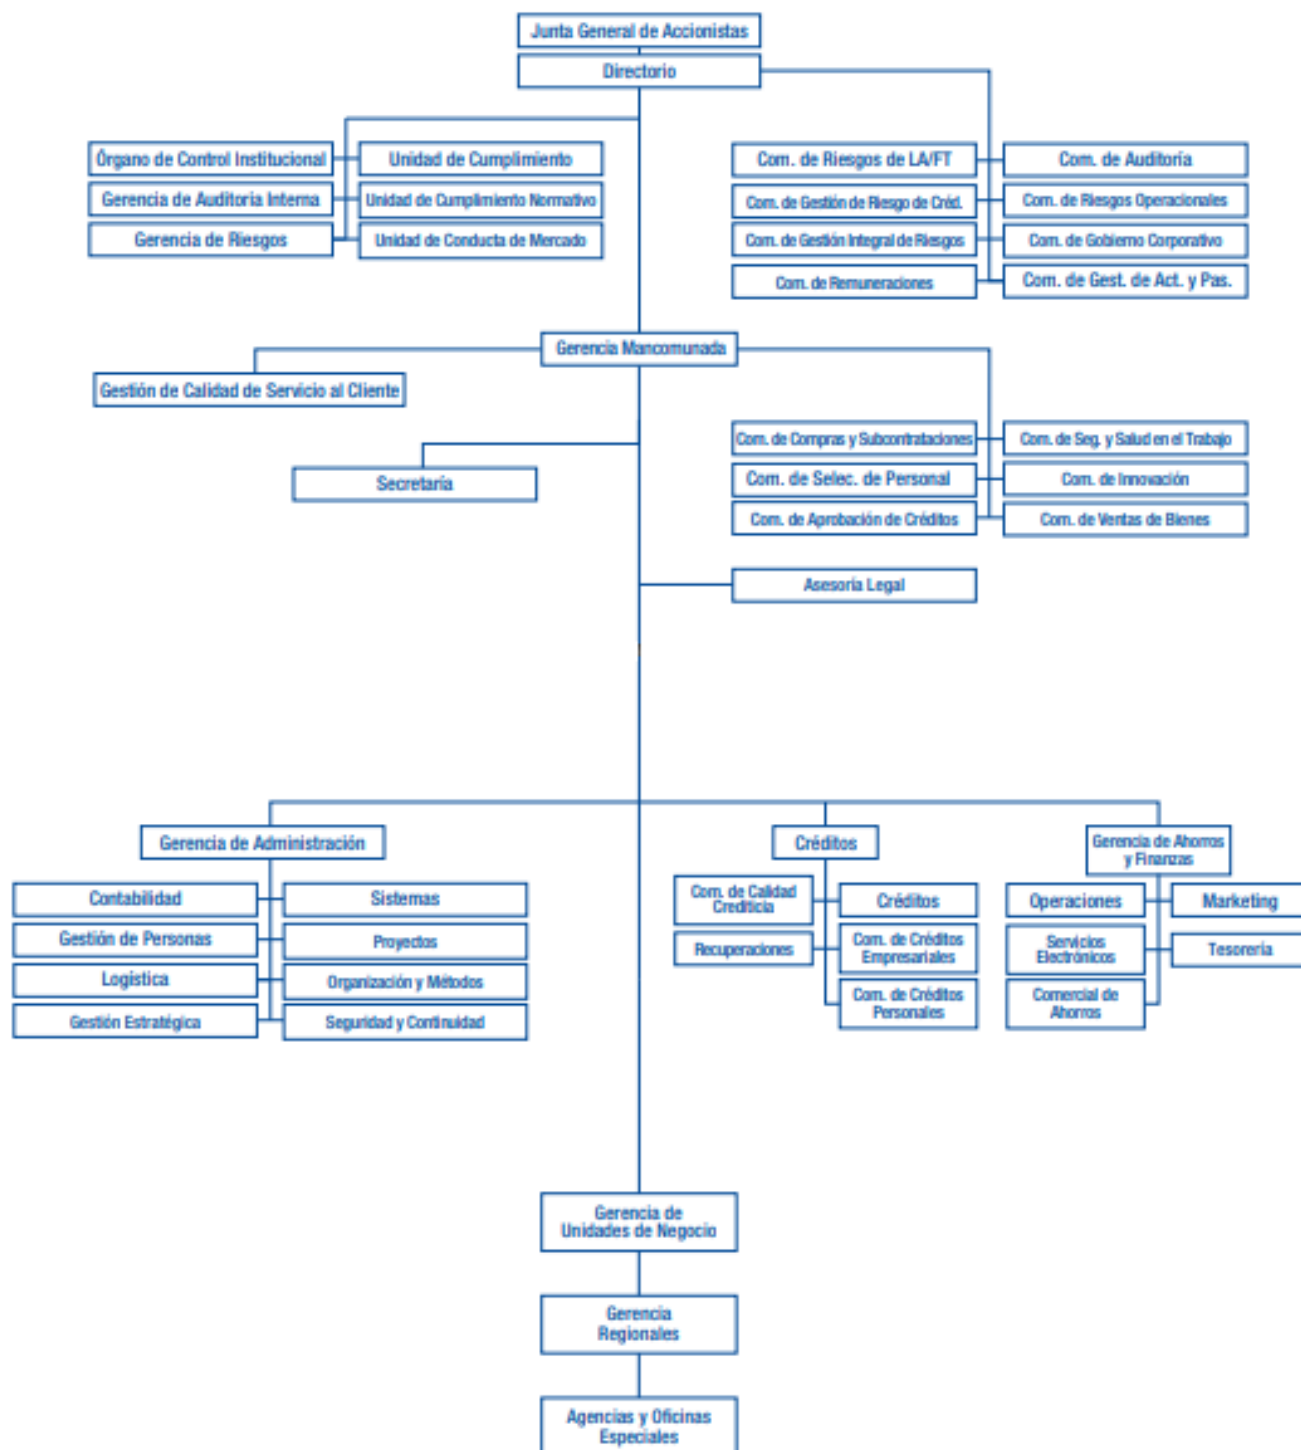 Junta General de Accionistas
Directorio
Órgano de Control Institucional
Unidad de Cumplimiento
Gerencia de Auditoria Interna
Unidad de Cumplimiento Normativo
Gerencia de Riesgos
Unidad de Conducta de Mercado
Com. de Riesgos de LA/FT
Com. de Auditoría
Com. de Gestión de Riesgo de Créd.
Com. de Riesgos Operacionales
Com. de Gestión Integral de Riesgos
Com. de Gobierno Corporativo
Com. de Remuneraciones
Com. de Gest. de Act. y Pas.
Gerencia Mancomunada
Gestión de Calidad de Servicio al Cliente
Secretaría
Com. de Compras y Subcontrataciones
Com. de Seg. y Salud en el Trabajo
Com. de Selec. de Personal
Com. de Innovación
Com. de Aprobación de Créditos
Com. de Ventas de Bienes
Asesoría Legal
Gerencia de Administración
Contabilidad
Sistemas
Gestión de Personas
Proyectos
Logística
Organización y Métodos
Gestión Estratégica
Seguridad y Continuidad
Créditos
Com. de Calidad
Crediticia
Créditos
Recuperaciones
Com. de Créditos
Empresariales
Com. de Créditos
Personales
Gerencia de Ahorros
y Finanzas
Operaciones
Marketing
Servicios
Electrónicos
Tesorería
Comercial de
Ahorros
Gerencia de
Unidades de Negocio
Gerencia
Regionales
Agencias y Oficinas
Especiales